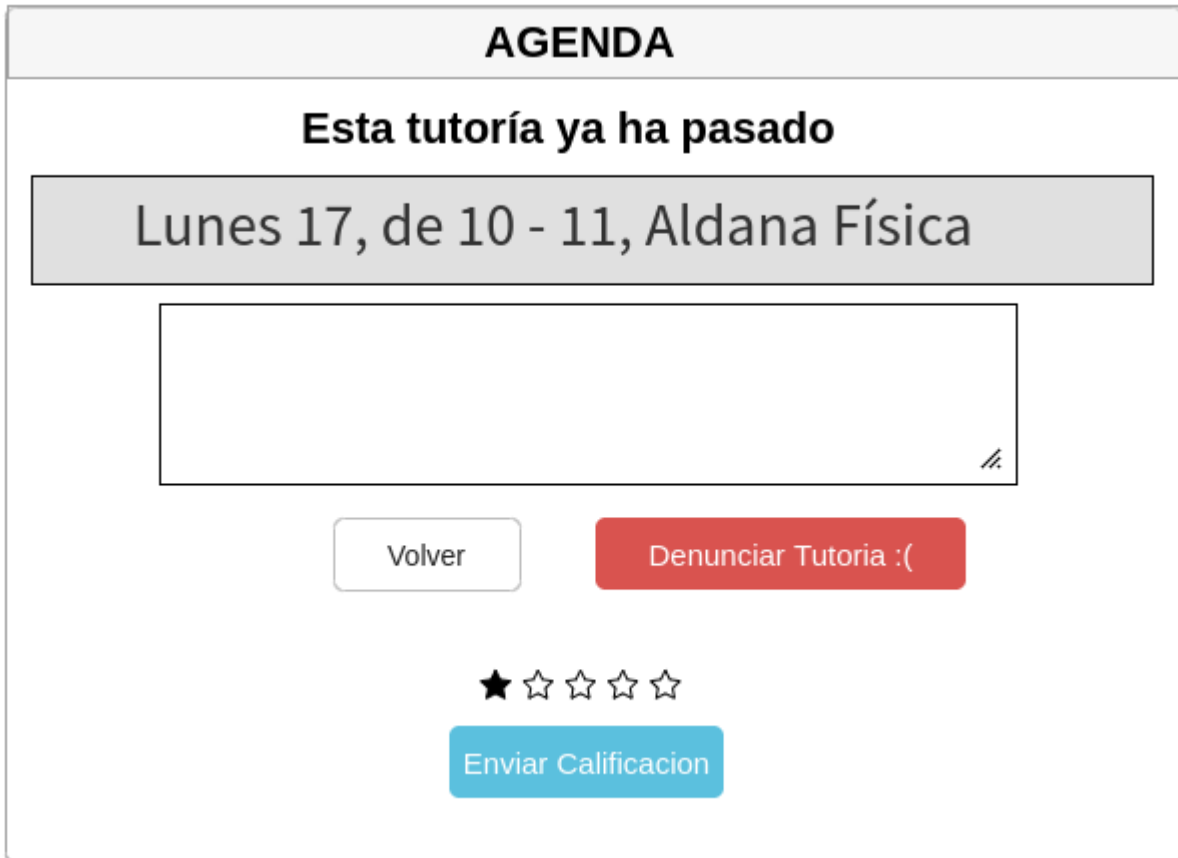 AGENDA
Esta tutoría ya ha pasado
Lunes 17, de 10 - 11, Aldana Física
Volver
Denunciar Tutoria :(
Enviar Calificacion